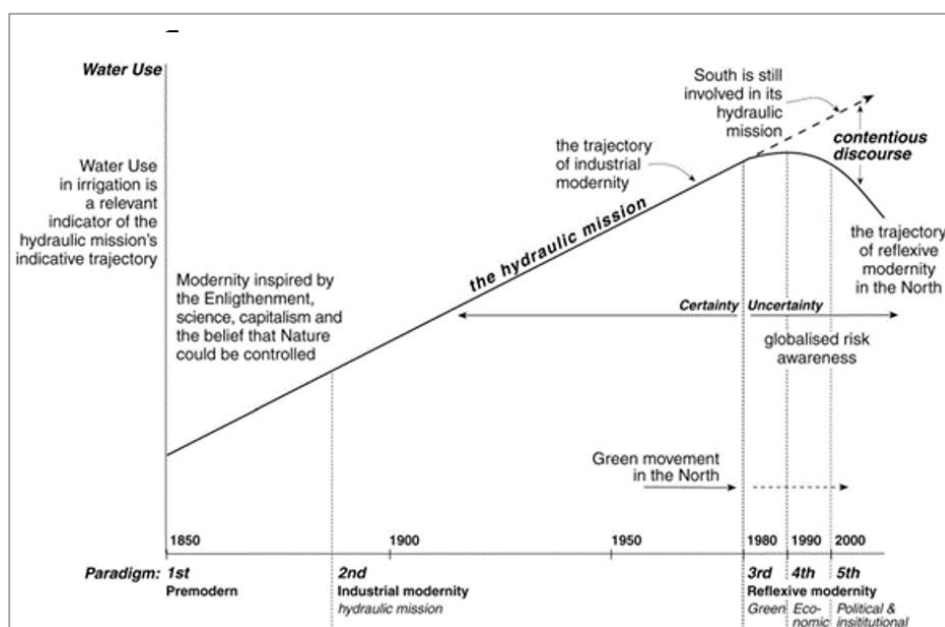 Water Use
Water Use
in irrigation is
a relevant
indicator of the
hydraulic mission's
indicative trajectory
Modernity inspired by
the Enligthenment,
science, capitalism and
the belief that Nature
could be controlled
the hydraulic mission
the trajectory
of industrial
modernity
South is still
involved in its
hydraulic
mission
contentious
discourse
the trajectory
of reflexive
modernity
in the North
Certainty
Uncertainty
globalised risk
awareness
Green movement
in the North
1850
1900
1950
1980
1990
2000
Paradigm: 1st
Premodern
2nd
Industrial modernity
hydraulic mission
3rd
4th
5th
Reflexive modernity
Green
Eco-
nomic
Political &
insititutional